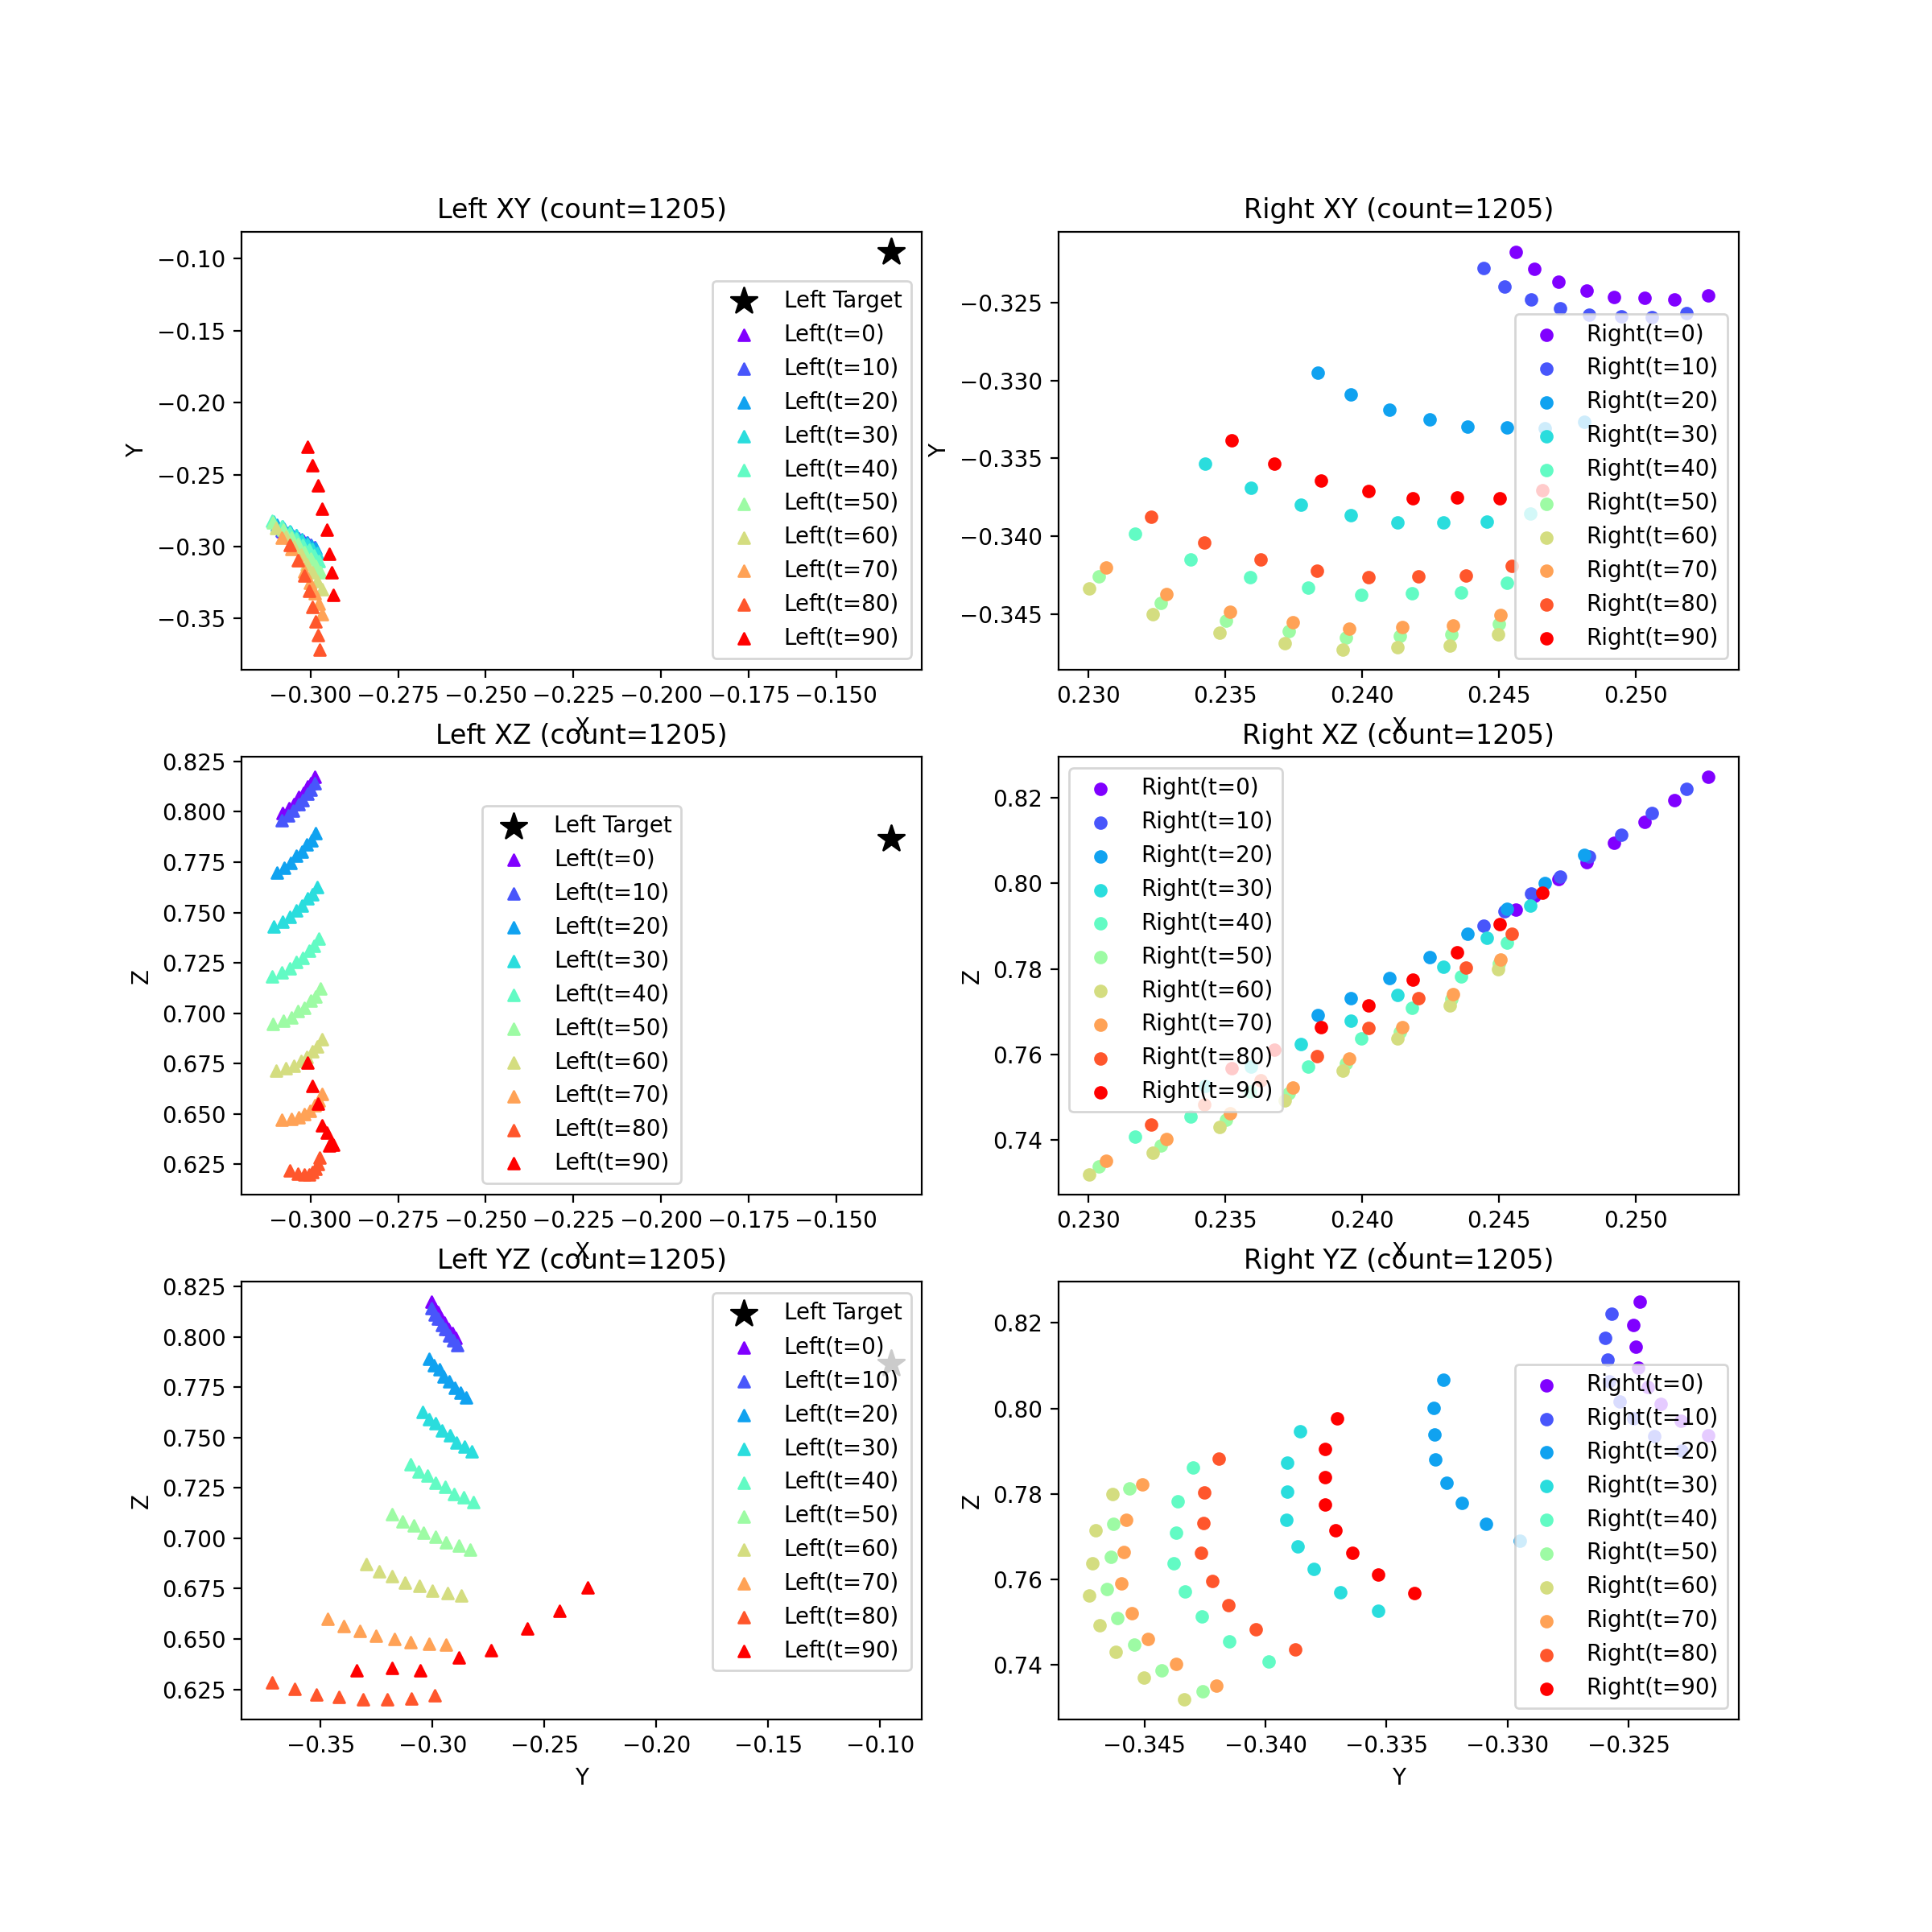 Left XY (count=1205)
−0.10
−0.15
−0.20
−0.25
−0.30
−0.35
Y
−0.300 −0.275 −0.250 −0.225 −0.200 −0.175 −0.150
X
Left Target
Left(t=0)
Left(t=10)
Left(t=20)
Left(t=30)
Left(t=40)
Left(t=50)
Left(t=60)
Left(t=70)
Left(t=80)
Left(t=90)
Right XY (count=1205)
−0.325
−0.330
−0.335
−0.340
−0.345
Y
0.230 0.235 0.240 0.245 0.250
X
Right(t=0)
Right(t=10)
Right(t=20)
Right(t=30)
Right(t=40)
Right(t=50)
Right(t=60)
Right(t=70)
Right(t=80)
Right(t=90)
Left XZ (count=1205)
0.825
0.800
0.775
0.750
0.725
0.700
0.675
0.650
0.625
Z
−0.300 −0.275 −0.250 −0.225 −0.200 −0.175 −0.150
X
Left Target
Left(t=0)
Left(t=10)
Left(t=20)
Left(t=30)
Left(t=40)
Left(t=50)
Left(t=60)
Left(t=70)
Left(t=80)
Left(t=90)
Right XZ (count=1205)
0.82
0.80
0.78
0.76
0.74
Z
0.230 0.235 0.240 0.245 0.250
X
Right(t=0)
Right(t=10)
Right(t=20)
Right(t=30)
Right(t=40)
Right(t=50)
Right(t=60)
Right(t=70)
Right(t=80)
Right(t=90)
Left YZ (count=1205)
0.825
0.800
0.775
0.750
0.725
0.700
0.675
0.650
0.625
Z
−0.35 −0.30 −0.25 −0.20 −0.15 −0.10
Y
Left Target
Left(t=0)
Left(t=10)
Left(t=20)
Left(t=30)
Left(t=40)
Left(t=50)
Left(t=60)
Left(t=70)
Left(t=80)
Left(t=90)
Right YZ (count=1205)
0.82
0.80
0.78
0.76
0.74
Z
−0.345 −0.340 −0.335 −0.330 −0.325
Y
Right(t=0)
Right(t=10)
Right(t=20)
Right(t=30)
Right(t=40)
Right(t=50)
Right(t=60)
Right(t=70)
Right(t=80)
Right(t=90)